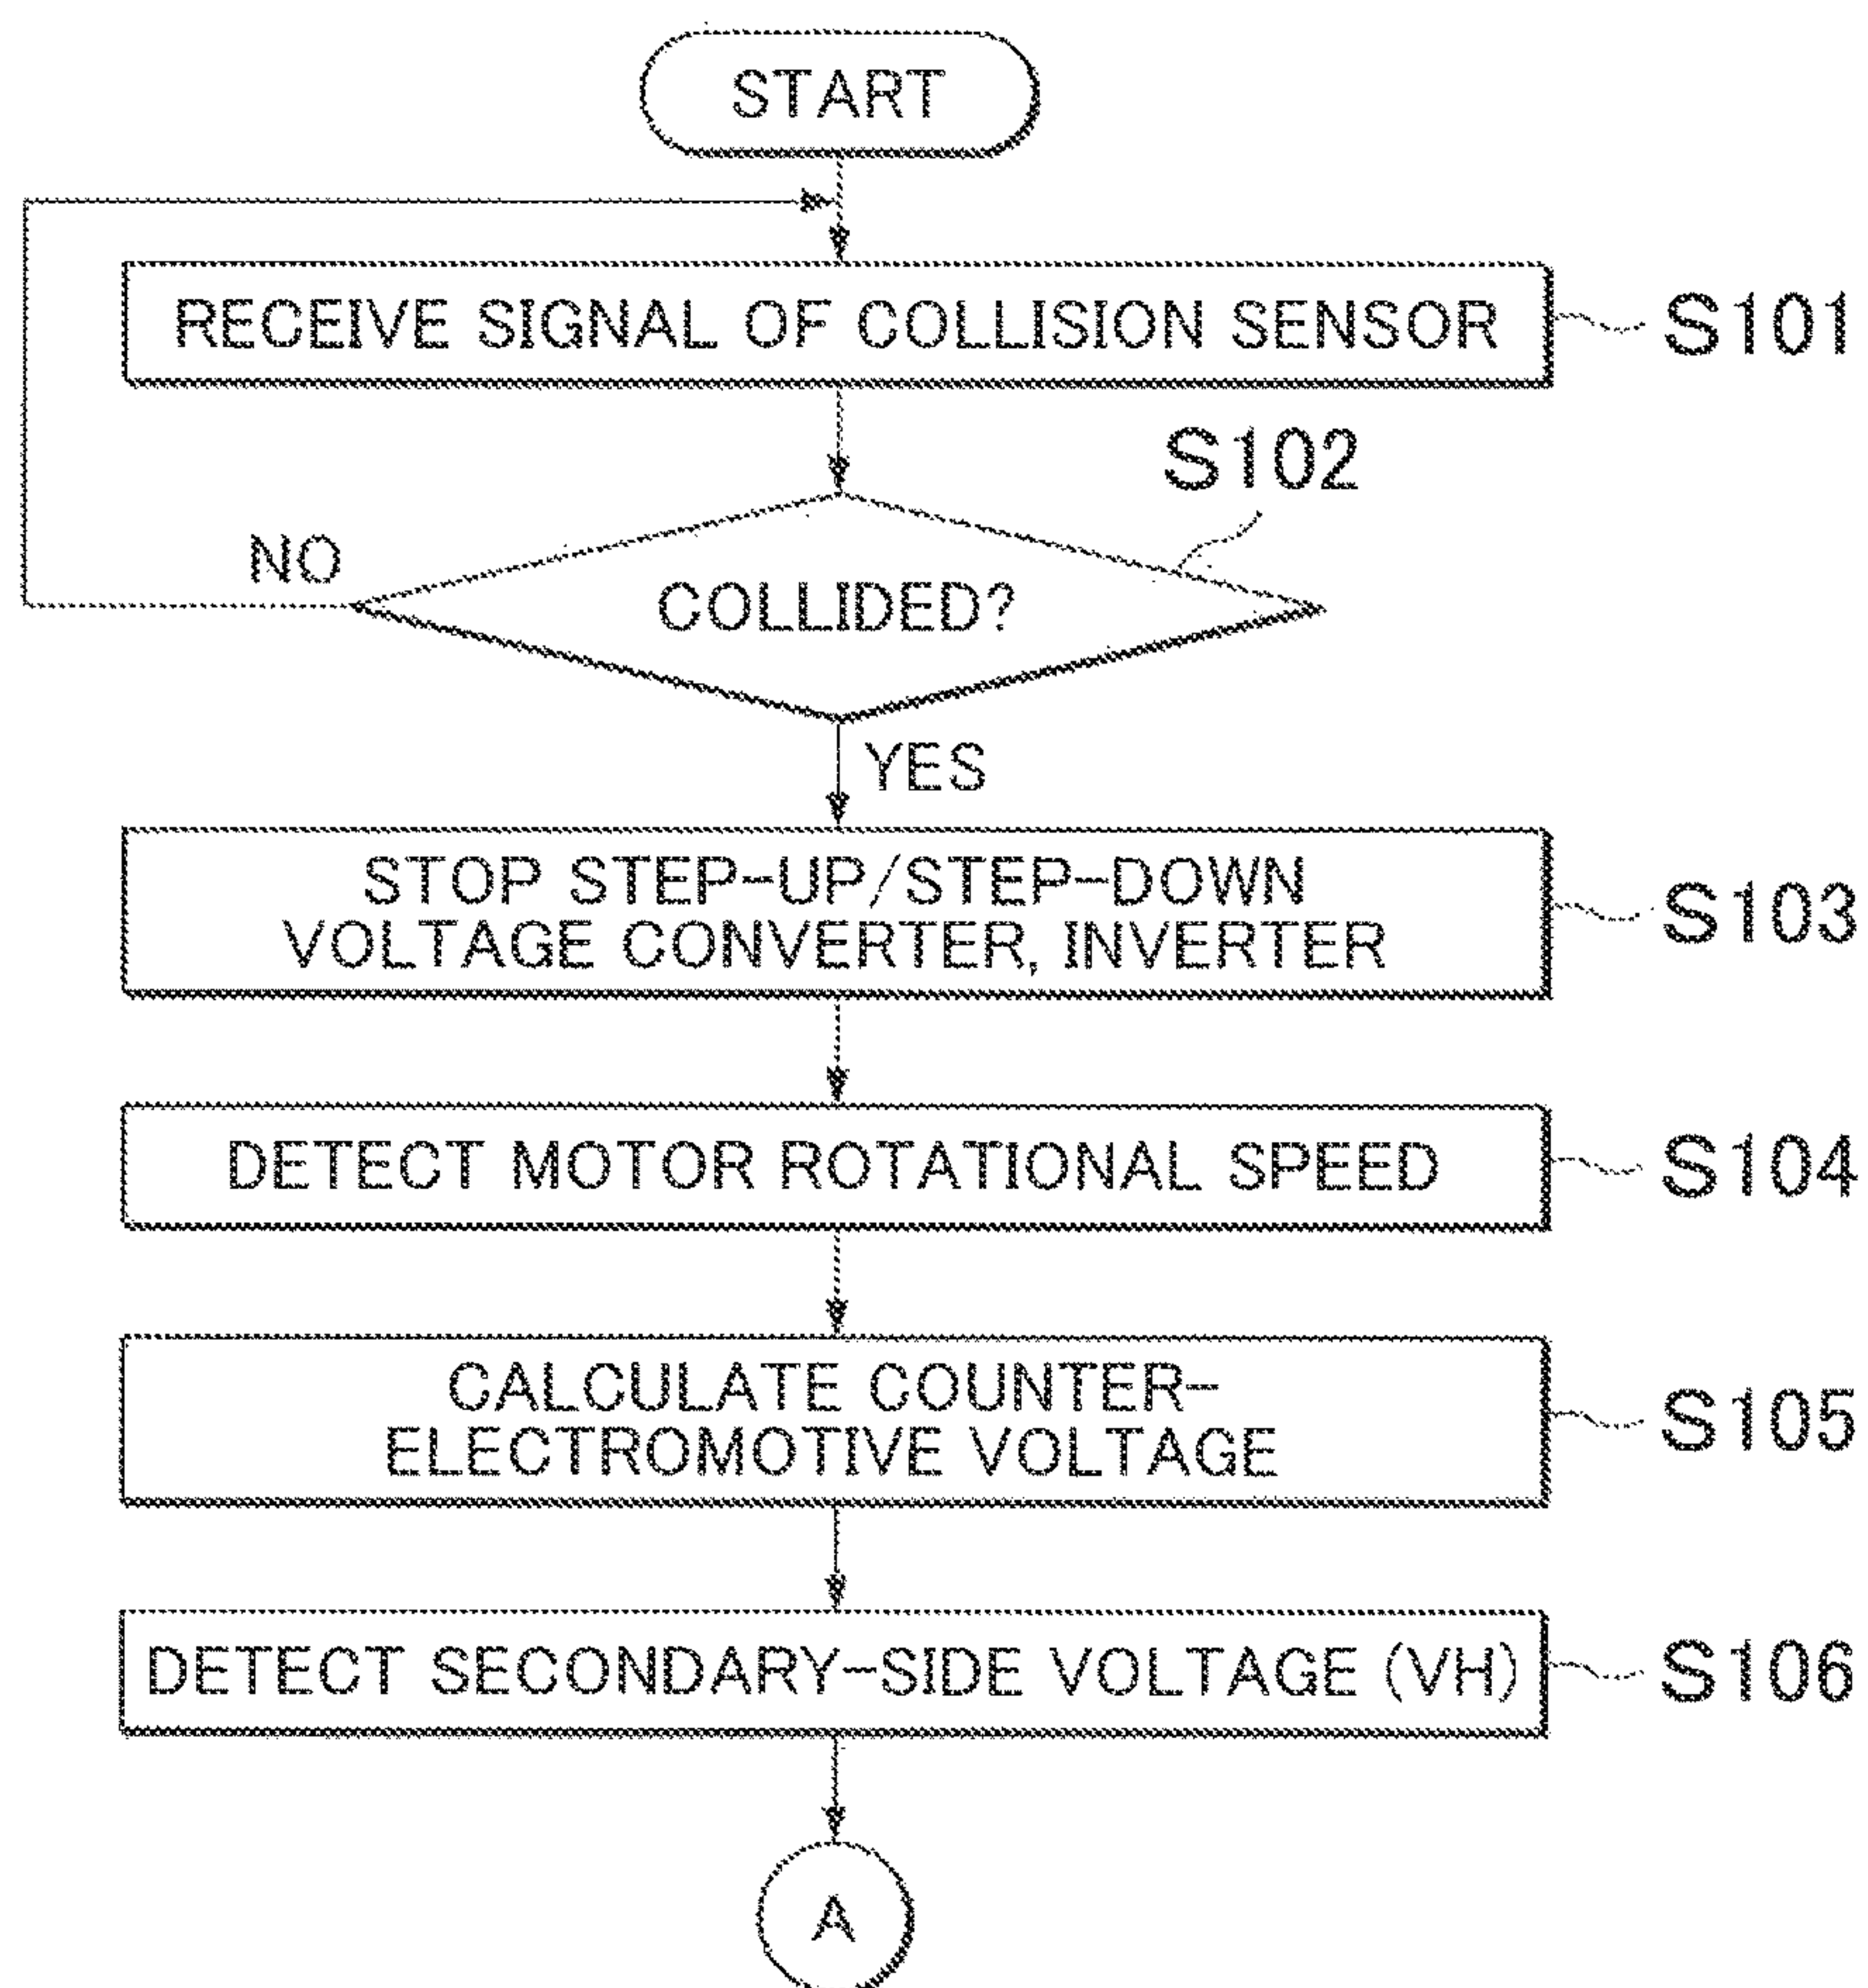 START
RECEIVE SIGNAL OF COLLISION SENSOR
S101
S102
NO
COLLIDED?
YES
STOP STEP-UP/STEP-DOWN
VOLTAGE CONVERTER, INVERTER
S103
DETECT MOTOR ROTATIONAL SPEED
S104
CALCULATE COUNTER-
ELECTROMOTIVE VOLTAGE
S105
DETECT SECONDARY-SIDE VOLTAGE (VH)
S106
A